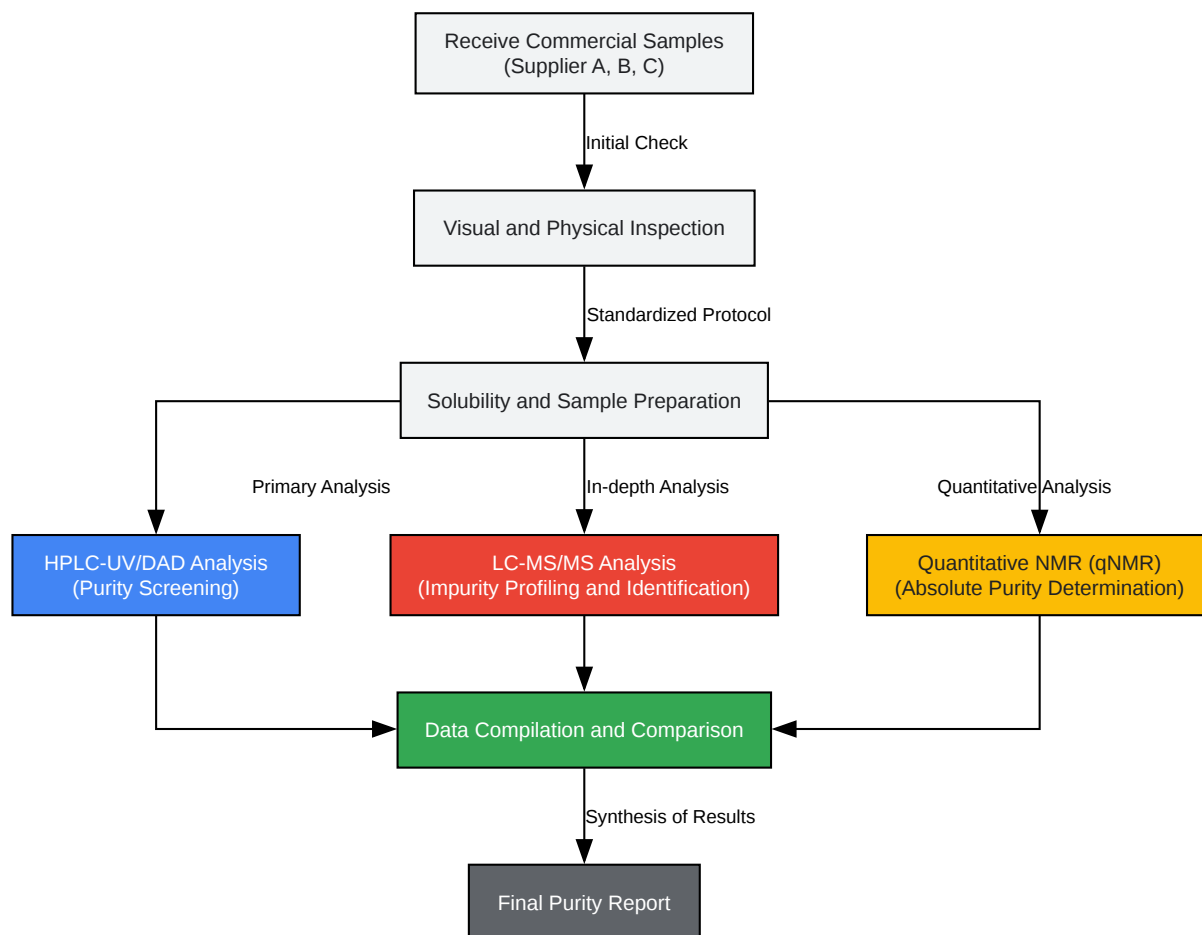 Receive Commercial Samples
(Supplier A, B, C)
Initial Check
Visual and Physical Inspection
Standardized Protocol
Solubility and Sample Preparation
Primary Analysis
In-depth Analysis
Quantitative Analysis
HPLC-UV/DAD Analysis
(Purity Screening)
LC-MS/MS Analysis
(Impurity Profiling and Identification)
Quantitative NMR (qNMR)
(Absolute Purity Determination)
Data Compilation and Comparison
Synthesis of Results
Final Purity Report